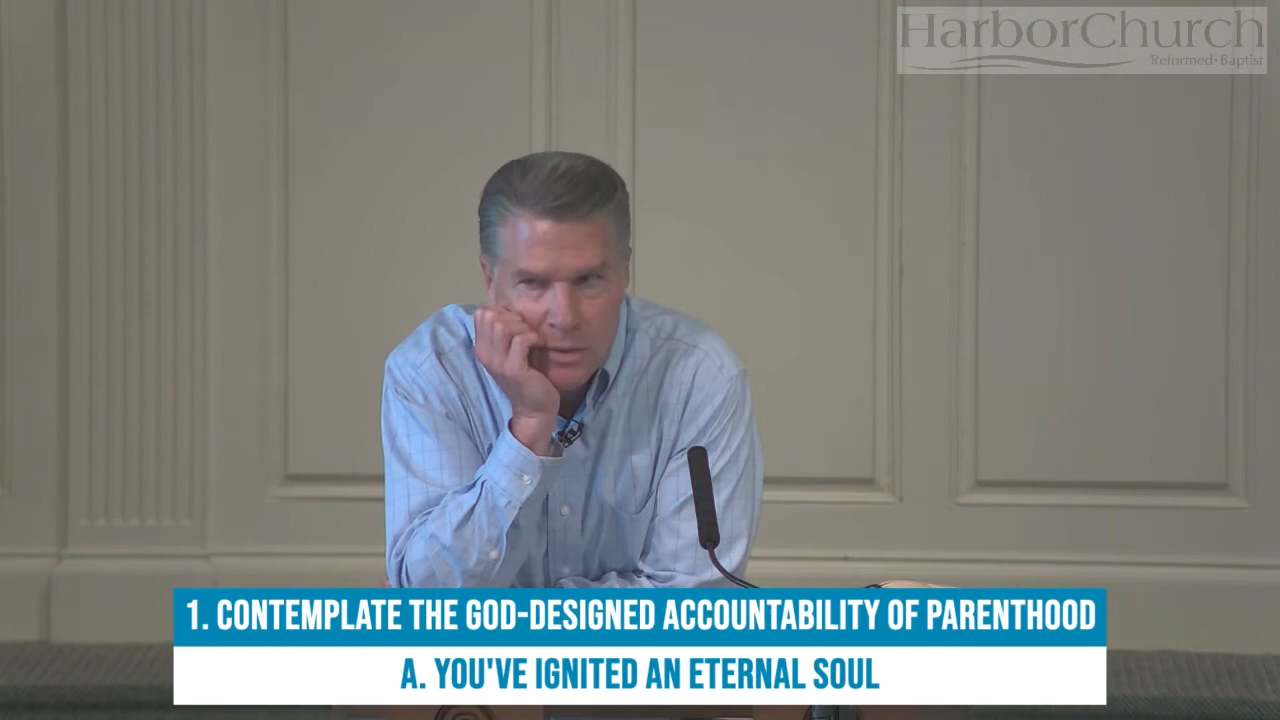 HarborChurch
Reformed-Baptist
1. CONTEMPLATE THE GOD-DESIGNED ACCOUNTABILITY OF PARENTHOOD
A. YOU'VE IGNITED AN ETERNAL SOUL